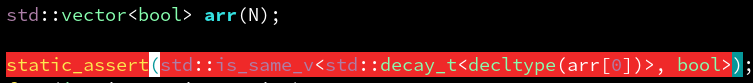 std::vector<bool> arr(N);
static_assert(std::is_same_v<std::decay_t<decltype(arr[0])>, bool>);